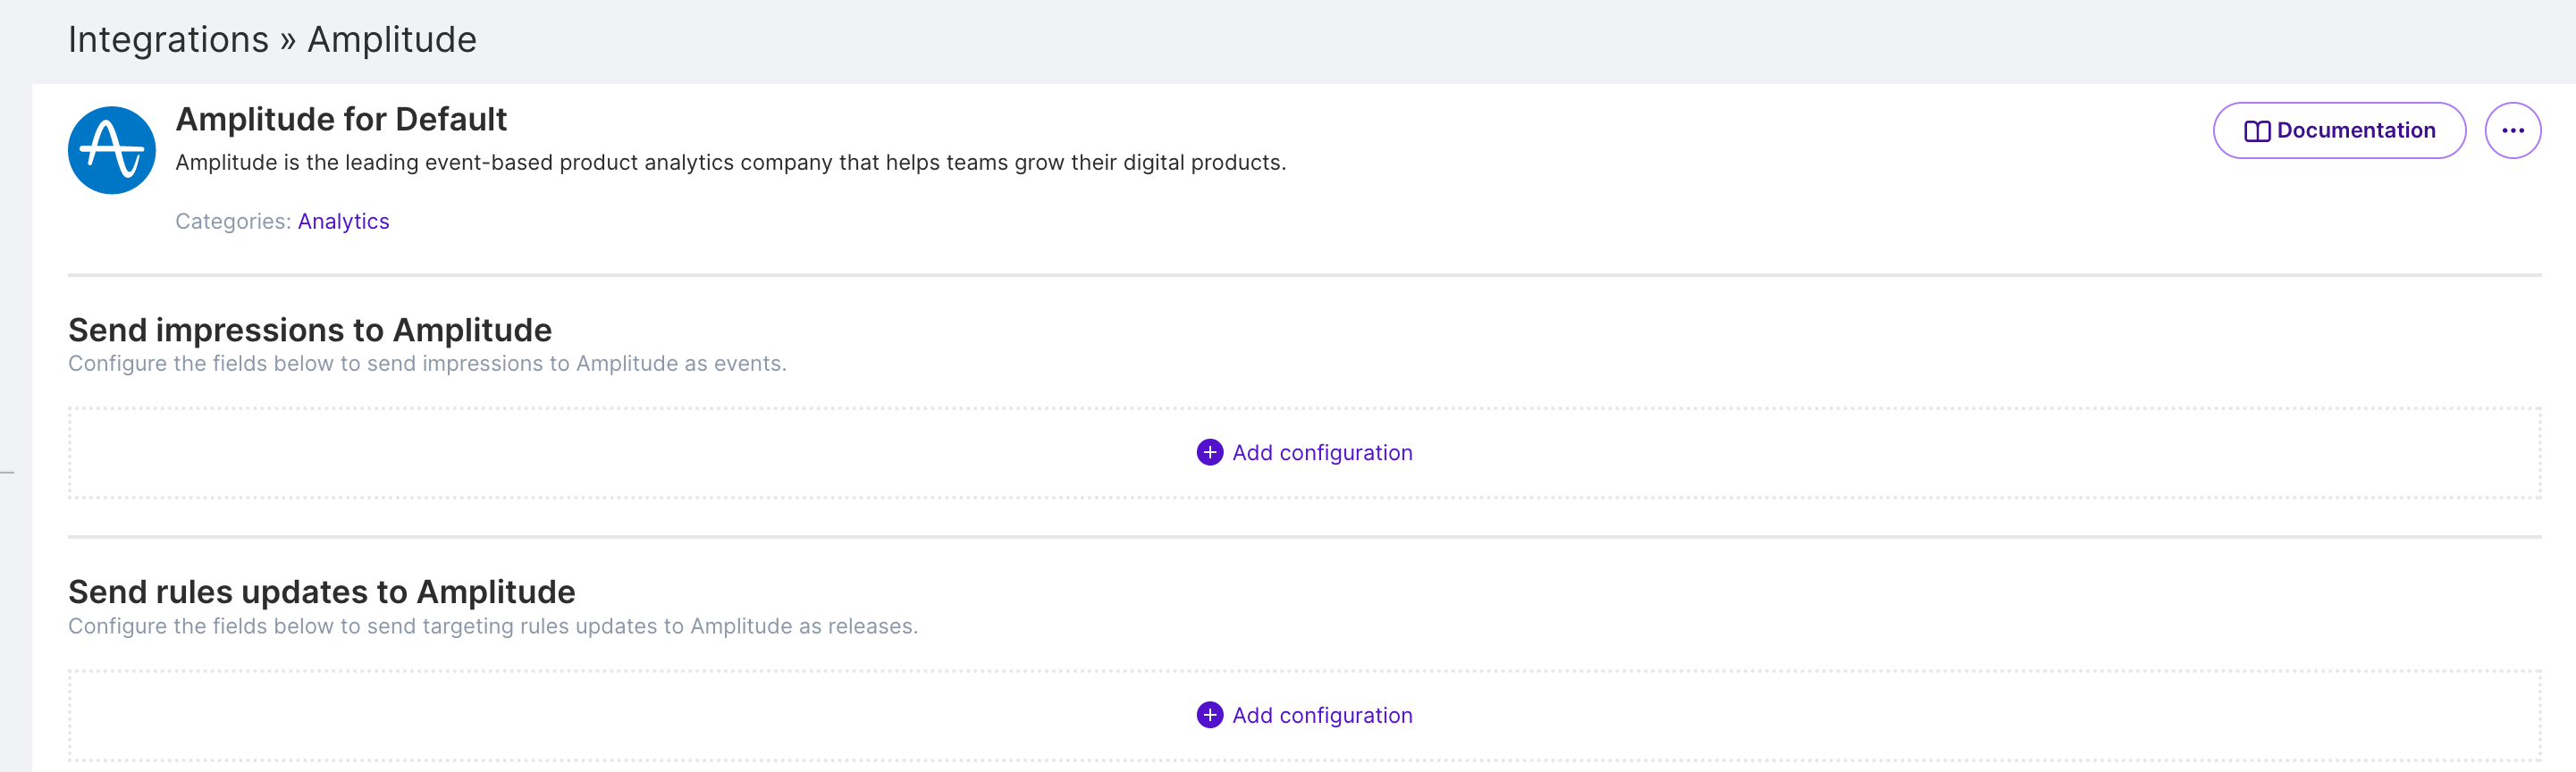 Integrations » Amplitude
Amplitude for Default
Documentation
Amplitude is the leading event-based product analytics company that helps teams grow their digital products.
Categories: Analytics
Send impressions to Amplitude
Configure the fields below to send impressions to Amplitude as events.
Add configuration
Send rules updates to Amplitude
Configure the fields below to send targeting rules updates to Amplitude as releases.
Add configuration